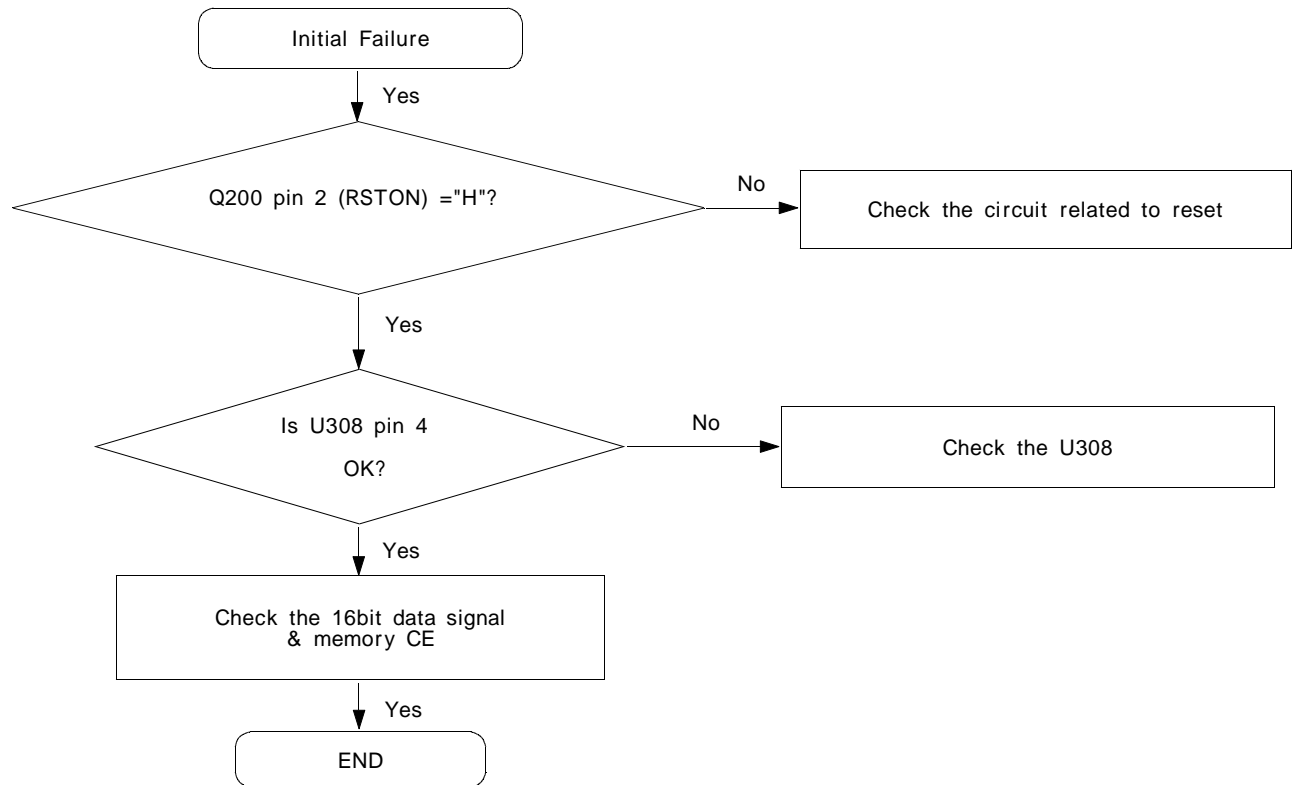 Initial Failure
Yes
Q200 pin 2 (RSTON) ="H"?
No
Check the circuit related to reset
Yes
Is U308 pin 4
OK?
No
Check the U308
Yes
Check the 16bit data signal
& memory CE
Yes
END